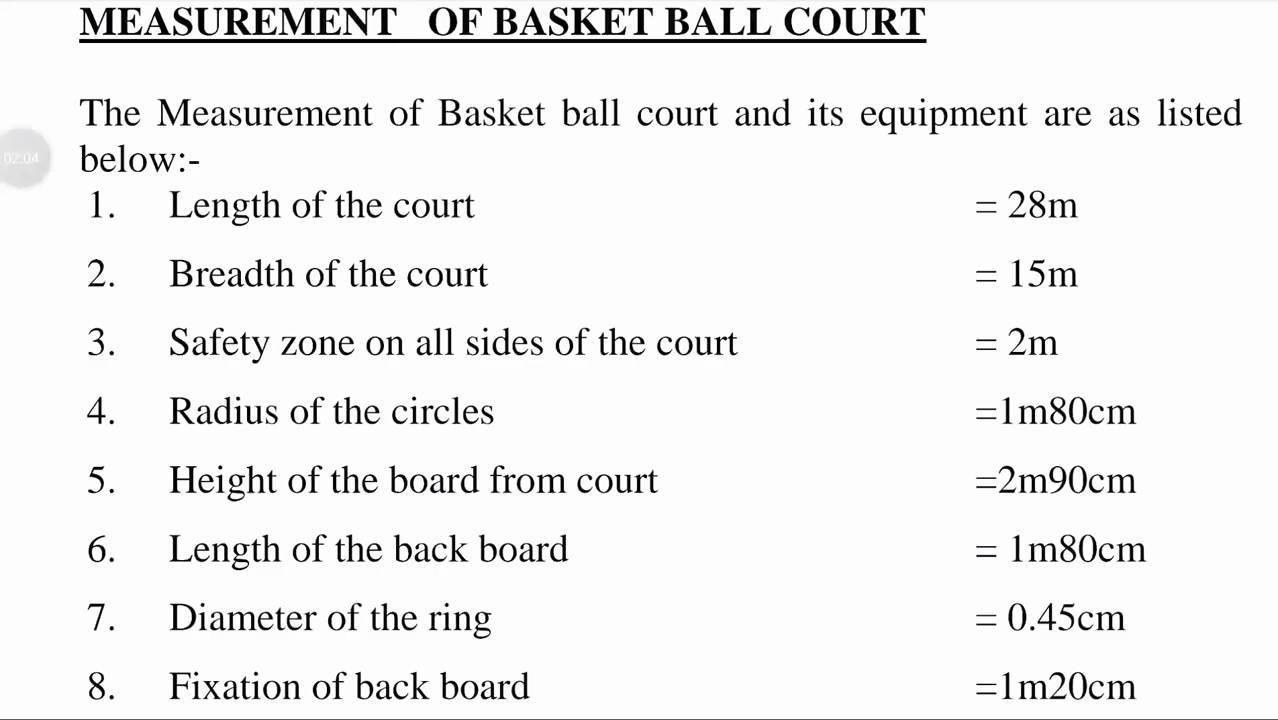 MEASUREMENT OF BASKET BALL COURT
The Measurement of Basket ball court and its equipment are as listed
below:-
02:04
1. Length of the court = 28m
2. Breadth of the court = 15m
3. Safety zone on all sides of the court = 2m
4. Radius of the circles =1m80cm
5. Height of the board from court =2m90cm
6. Length of the back board = 1m80cm
7. Diameter of the ring = 0.45cm
8. Fixation of back board =1m20cm